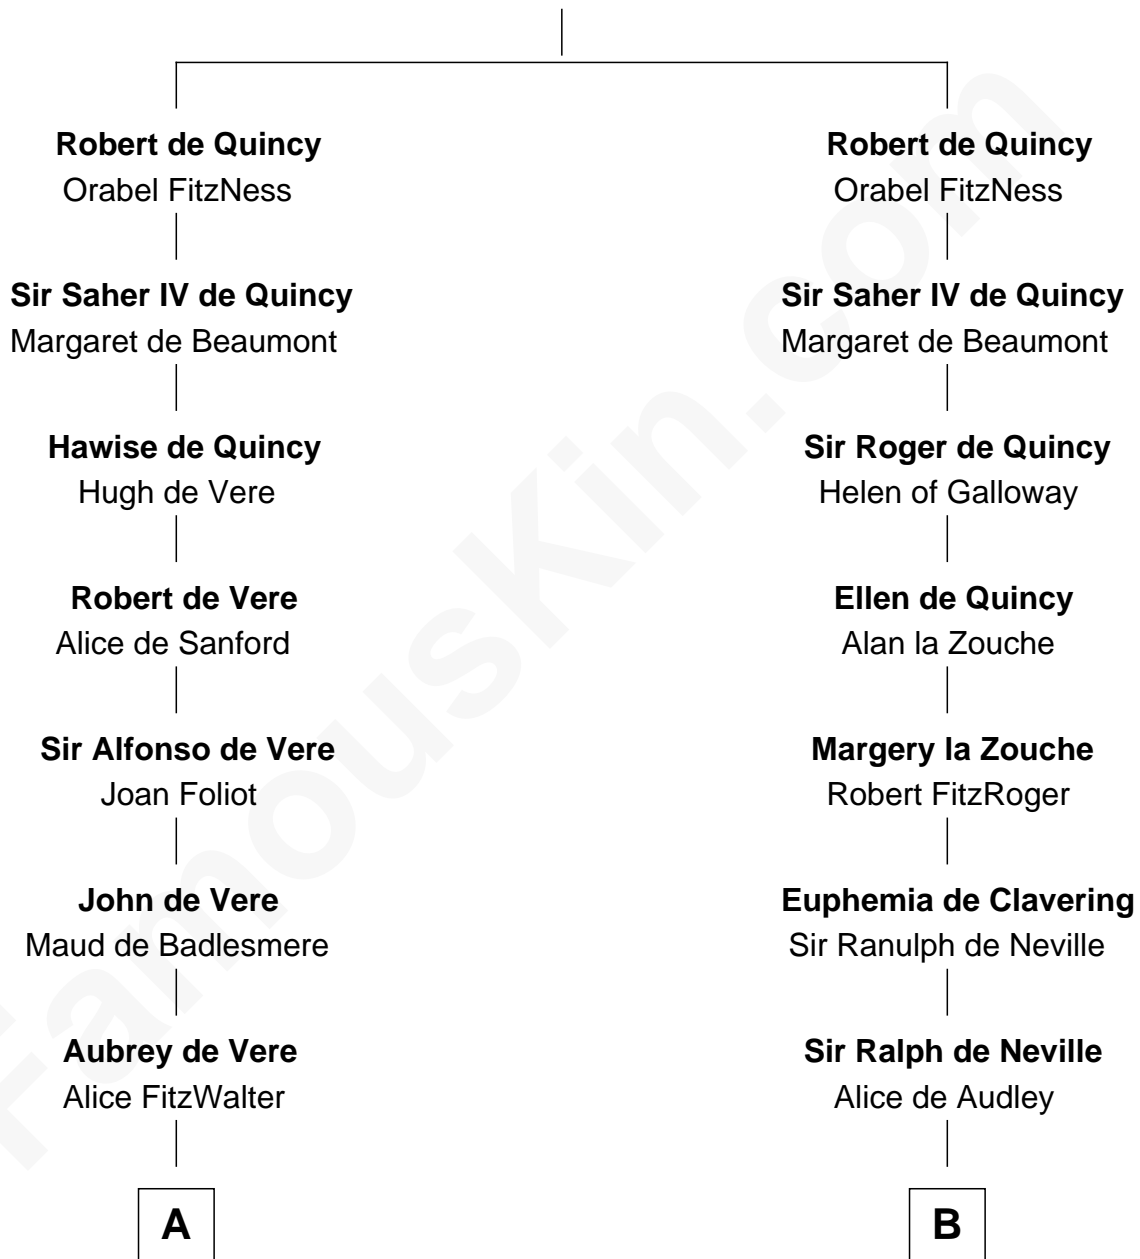 Robert de Quincy
Orabel FitzNess
Sir Saher IV de Quincy
Margaret de Beaumont
Hawise de Quincy
Hugh de Vere
Robert de Vere
Alice de Sanford
Sir Alfonso de Vere
Joan Foliot
John de Vere
Maud de Badlesmere
Aubrey de Vere
Alice FitzWalter
A
Robert de Quincy
Orabel FitzNess
Sir Saher IV de Quincy
Margaret de Beaumont
Sir Roger de Quincy
Helen of Galloway
Ellen de Quincy
Alan la Zouche
Margery la Zouche
Robert FitzRoger
Euphemia de Clavering
Sir Ranulph de Neville
Sir Ralph de Neville
Alice de Audley
B
FamousKin.com